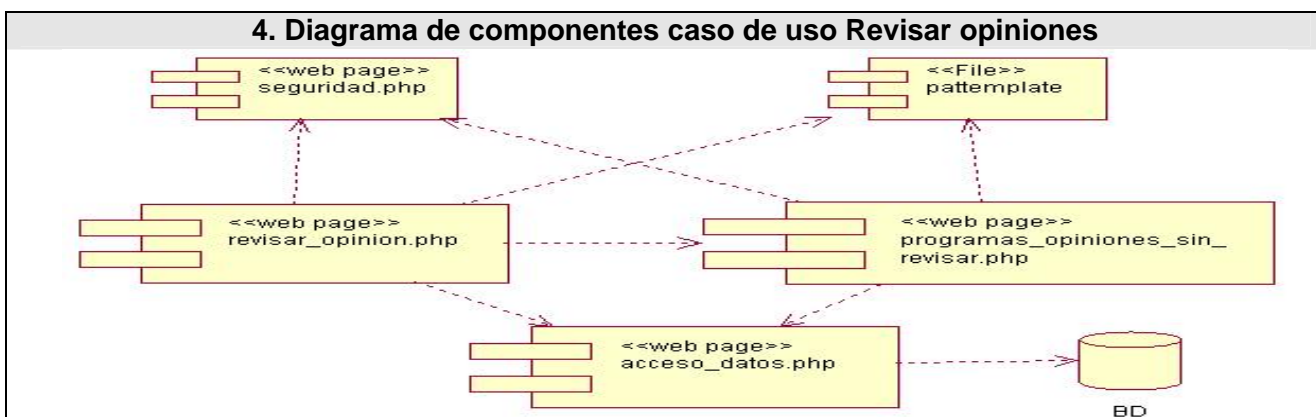 4. Diagrama de componentes caso de uso Revisar opiniones
<<web page>>
seguridad.php
<<File>>
pattemplate
<<web page>>
revisar_opinion.php
<<web page>>
programas_opiniones_sin_
revisar.php
<<web page>>
acceso_datos.php
BD